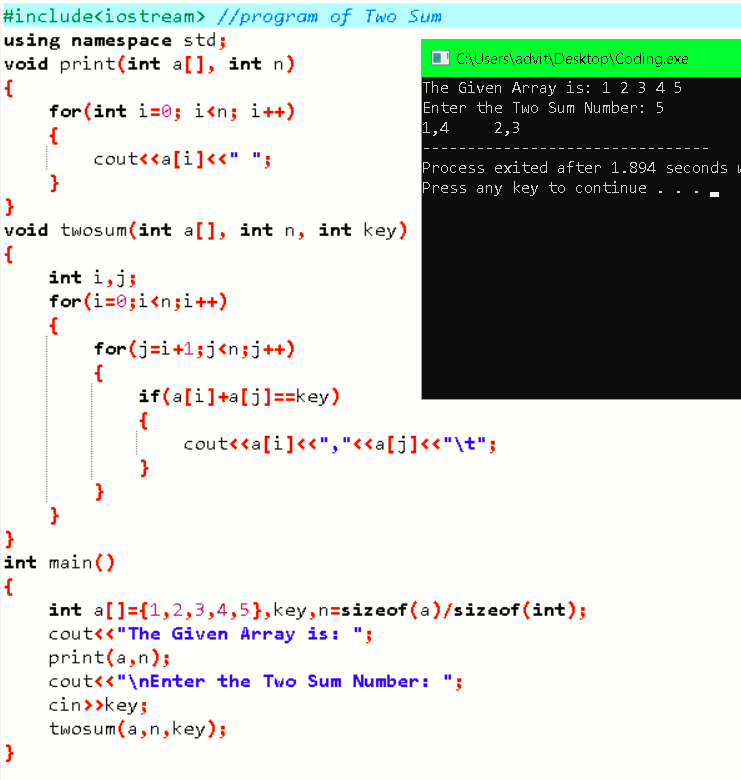 #include<iostream> //program of Two Sum
using namespace std;
void print(int a[], int n)
{
    for(int i=0; i<n; i++)
    {
        cout<<a[i]<<" ";
    }
}
void twosum(int a[], int n, int key)
{
    int i,j;
    for(i=0;i<n;i++)
    {
        for(j=i+1;j<n;j++)
        {
            if(a[i]+a[j]==key)
            {
                cout<<a[i]<<","<<a[j]<<"\t";
            }
        }
    }
}
int main()
{
    int a[]={1,2,3,4,5},key,n=sizeof(a)/sizeof(int);
    cout<<"The Given Array is: ";
    print(a,n);
    cout<<"\nEnter the Two Sum Number: ";
    cin>>key;
    twosum(a,n,key);
}
C:\Users\advit\Desktop\Coding.exe
The Given Array is: 1 2 3 4 5
Enter the Two Sum Number: 5
1,4     2,3
--------------------------------
Process exited after 1.894 seconds w
Press any key to continue . . .